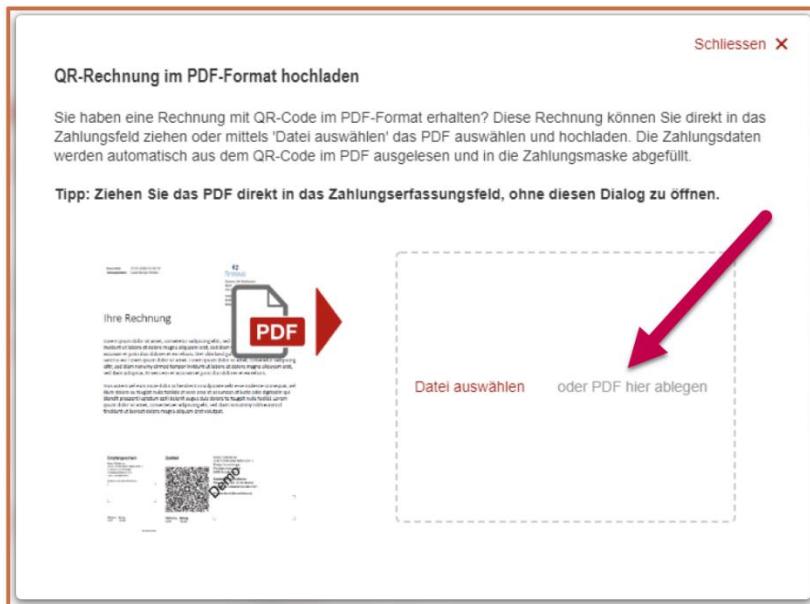 Schliessen ✕
QR-Rechnung im PDF-Format hochladen
Sie haben eine Rechnung mit QR-Code im PDF-Format erhalten? Diese Rechnung können Sie direkt in das
Zahlungsfeld ziehen oder mittels 'Datei auswählen' das PDF auswählen und hochladen. Die Zahlungsdaten
werden automatisch aus dem QR-Code im PDF ausgelesen und in die Zahlungsmaske abgefüllt.
Tipp: Ziehen Sie das PDF direkt in das Zahlungserfassungsfeld, ohne diesen Dialog zu öffnen.
Ihre Rechnung
PDF
Datei auswählen oder PDF hier ablegen
Demo